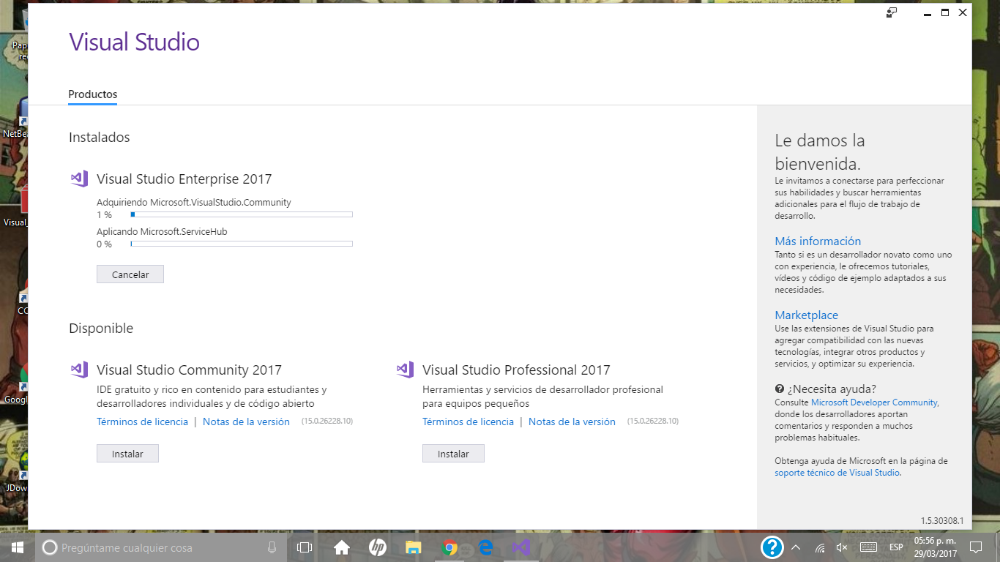 Visual Studio
Productos
Instalados
Visual Studio Enterprise 2017
Adquiriendo Microsoft.VisualStudio.Community
1 %
Aplicando Microsoft.ServiceHub
0 %
Cancelar
Disponible
Visual Studio Community 2017
IDE gratuito y rico en contenido para estudiantes y
desarrolladores individuales y de código abierto
Términos de licencia | Notas de la versión (15.0.26228.10)
Instalar
Visual Studio Professional 2017
Herramientas y servicios de desarrollador profesional
para equipos pequeños
Términos de licencia | Notas de la versión (15.0.26228.10)
Instalar
Le damos la
bienvenida.
Le invitamos a conectarse para perfeccionar
sus habilidades y buscar herramientas
adicionales para el flujo de trabajo de
desarrollo.
Más información
Tanto si es un desarrollador novato como uno
con experiencia, le ofrecemos tutoriales,
vídeos y código de ejemplo adaptados a sus
necesidades.
Marketplace
Use las extensiones de Visual Studio para
agregar compatibilidad con las nuevas
tecnologías, integrar otros productos y
servicios, y optimizar su experiencia.
¿Necesita ayuda?
Consulte Microsoft Developer Community,
donde los desarrolladores aportan
comentarios y responden a muchos
problemas habituales.
Obtenga ayuda de Microsoft en la página de
soporte técnico de Visual Studio.
1.5.30308.1
Pap
re
NetBe
Visual_
CC
Googl
JDow
Pregúntame cualquier cosa
hp
ESP
05:56 p. m.
29/03/2017